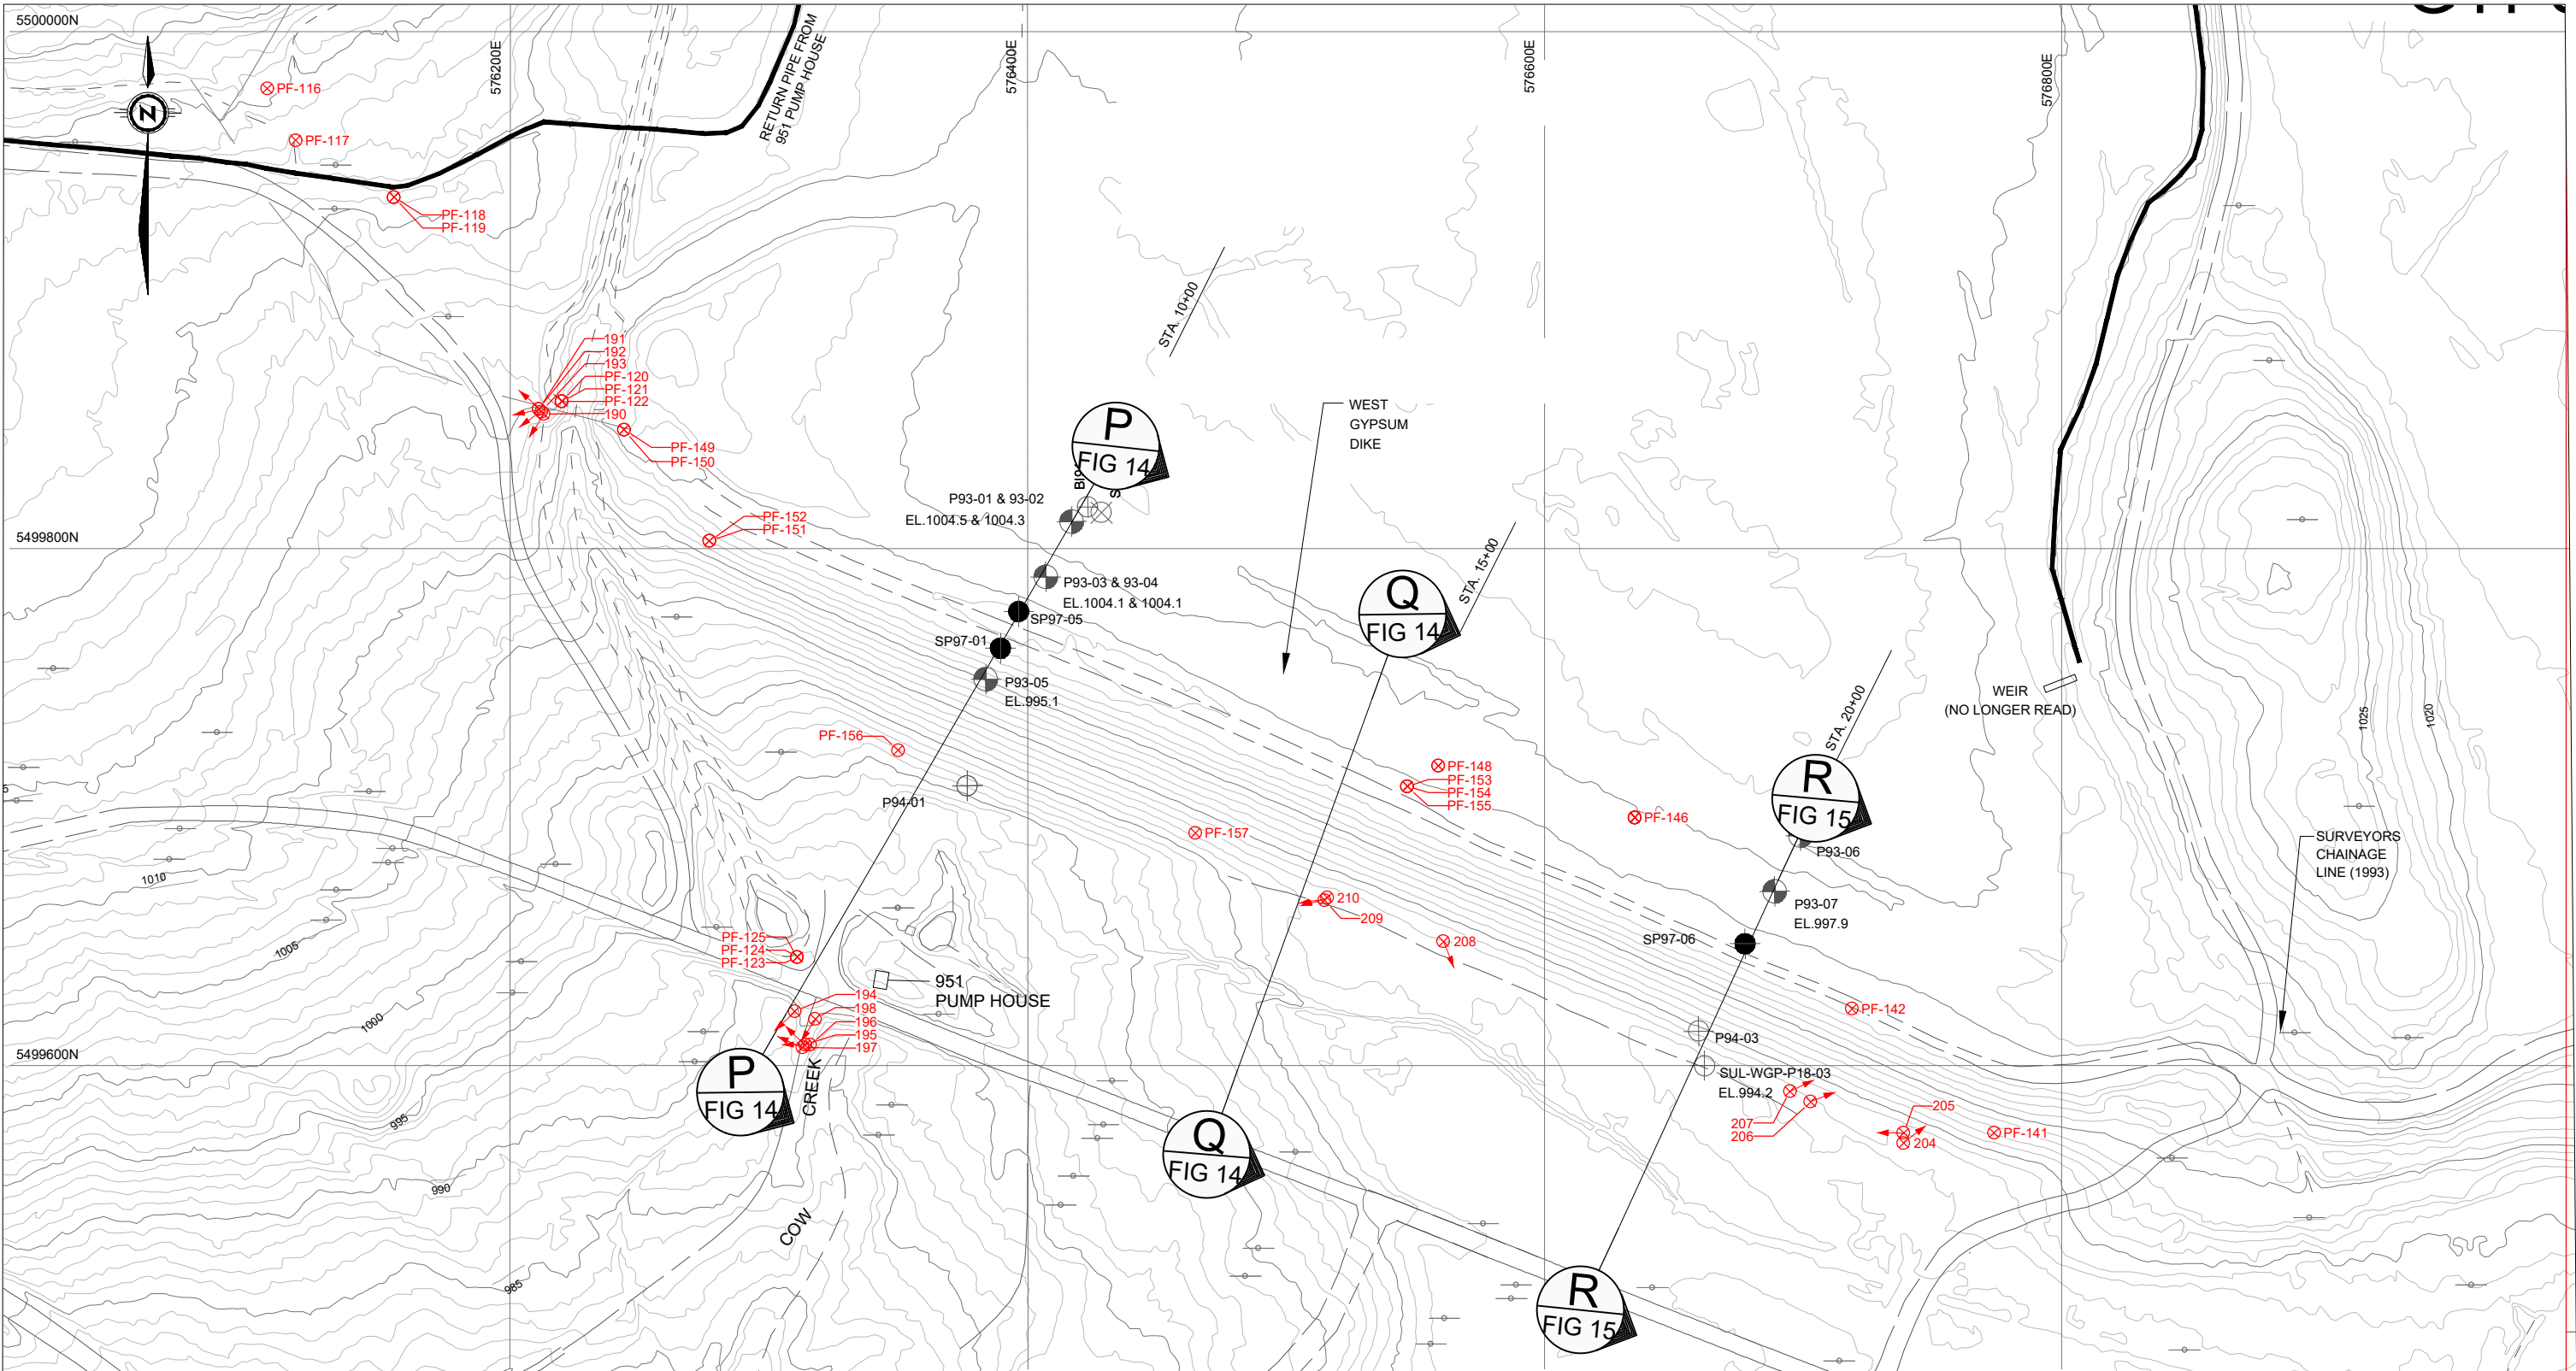 5500000N
576200E
576400E
576600E
576800E
RETURN PIPE FROM
951 PUMP HOUSE
N
PF-116
PF-117
PF-118
PF-119
STA. 10+00
191
192
193
PF-120
PF-121
PF-122
190
PF-149
PF-150
WEST
GYPSUM
DIKE
P
FIG 14
P93-01 & 93-02
EL.1004.5 & 1004.3
PF-152
PF-151
5499800N
STA. 15+00
P93-03 & 93-04
EL.1004.1 & 1004.1
Q
FIG 14
SP97-05
SP97-01
P93-05
EL.995.1
WEIR
(NO LONGER READ)
STA. 20+00
1025
1020
PF-156
P94-01
PF-148
PF-153
PF-154
PF-155
R
FIG 15
PF-146
PF-157
P93-06
SURVEYORS
CHAINAGE
LINE (1993)
1010
210
209
P93-07
EL.997.9
208
SP97-06
1005
PF-125
PF-124
PF-123
951
PUMP HOUSE
194
198
196
195
197
1000
PF-142
P94-03
5499600N
P
FIG 14
SUL-WGP-P18-03
EL.994.2
CREEK
COW
207
206
205
204
PF-141
995
Q
FIG 14
990
985
R
FIG 15